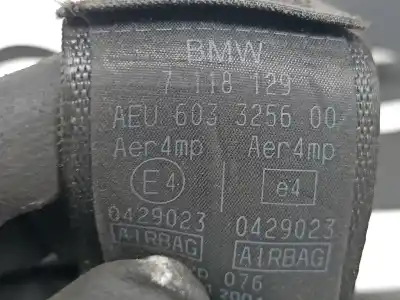 BMW
7 118 129
AEU 603 3256 00
Aer4mp Aer4mp
E4 e4
0429023 0429023
AIRBAG AIRBAG
076